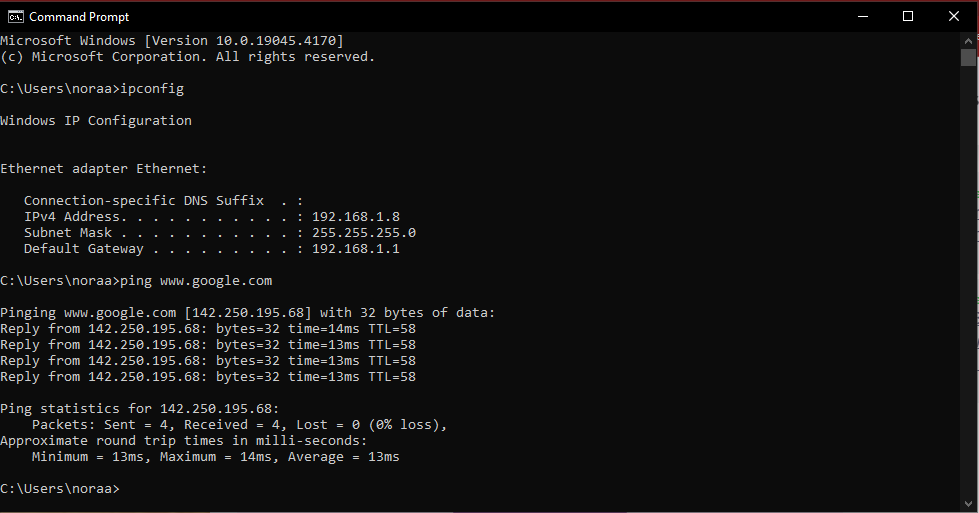 Command Prompt
Microsoft Windows [Version 10.0.19045.4170]
(c) Microsoft Corporation. All rights reserved.
C:\Users\noraa>ipconfig
Windows IP Configuration
Ethernet adapter Ethernet:
   Connection-specific DNS Suffix  . :
   IPv4 Address. . . . . . . . . . . : 192.168.1.8
   Subnet Mask . . . . . . . . . . . : 255.255.255.0
   Default Gateway . . . . . . . . . : 192.168.1.1
C:\Users\noraa>ping www.google.com
Pinging www.google.com [142.250.195.68] with 32 bytes of data:
Reply from 142.250.195.68: bytes=32 time=14ms TTL=58
Reply from 142.250.195.68: bytes=32 time=13ms TTL=58
Reply from 142.250.195.68: bytes=32 time=13ms TTL=58
Reply from 142.250.195.68: bytes=32 time=13ms TTL=58
Ping statistics for 142.250.195.68:
    Packets: Sent = 4, Received = 4, Lost = 0 (0% loss),
Approximate round trip times in milli-seconds:
    Minimum = 13ms, Maximum = 14ms, Average = 13ms
C:\Users\noraa>